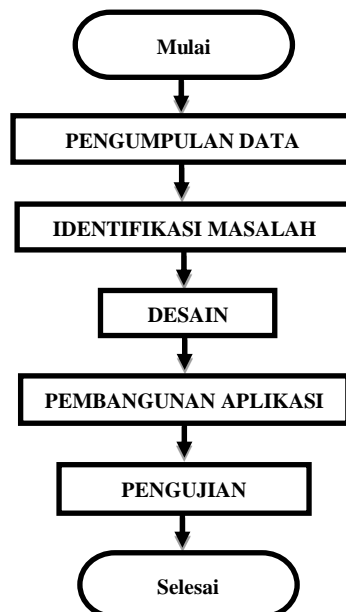 Mulai
PENGUMPULAN DATA
IDENTIFIKASI MASALAH
DESAIN
PEMBANGUNAN APLIKASI
PENGUJIAN
Selesai